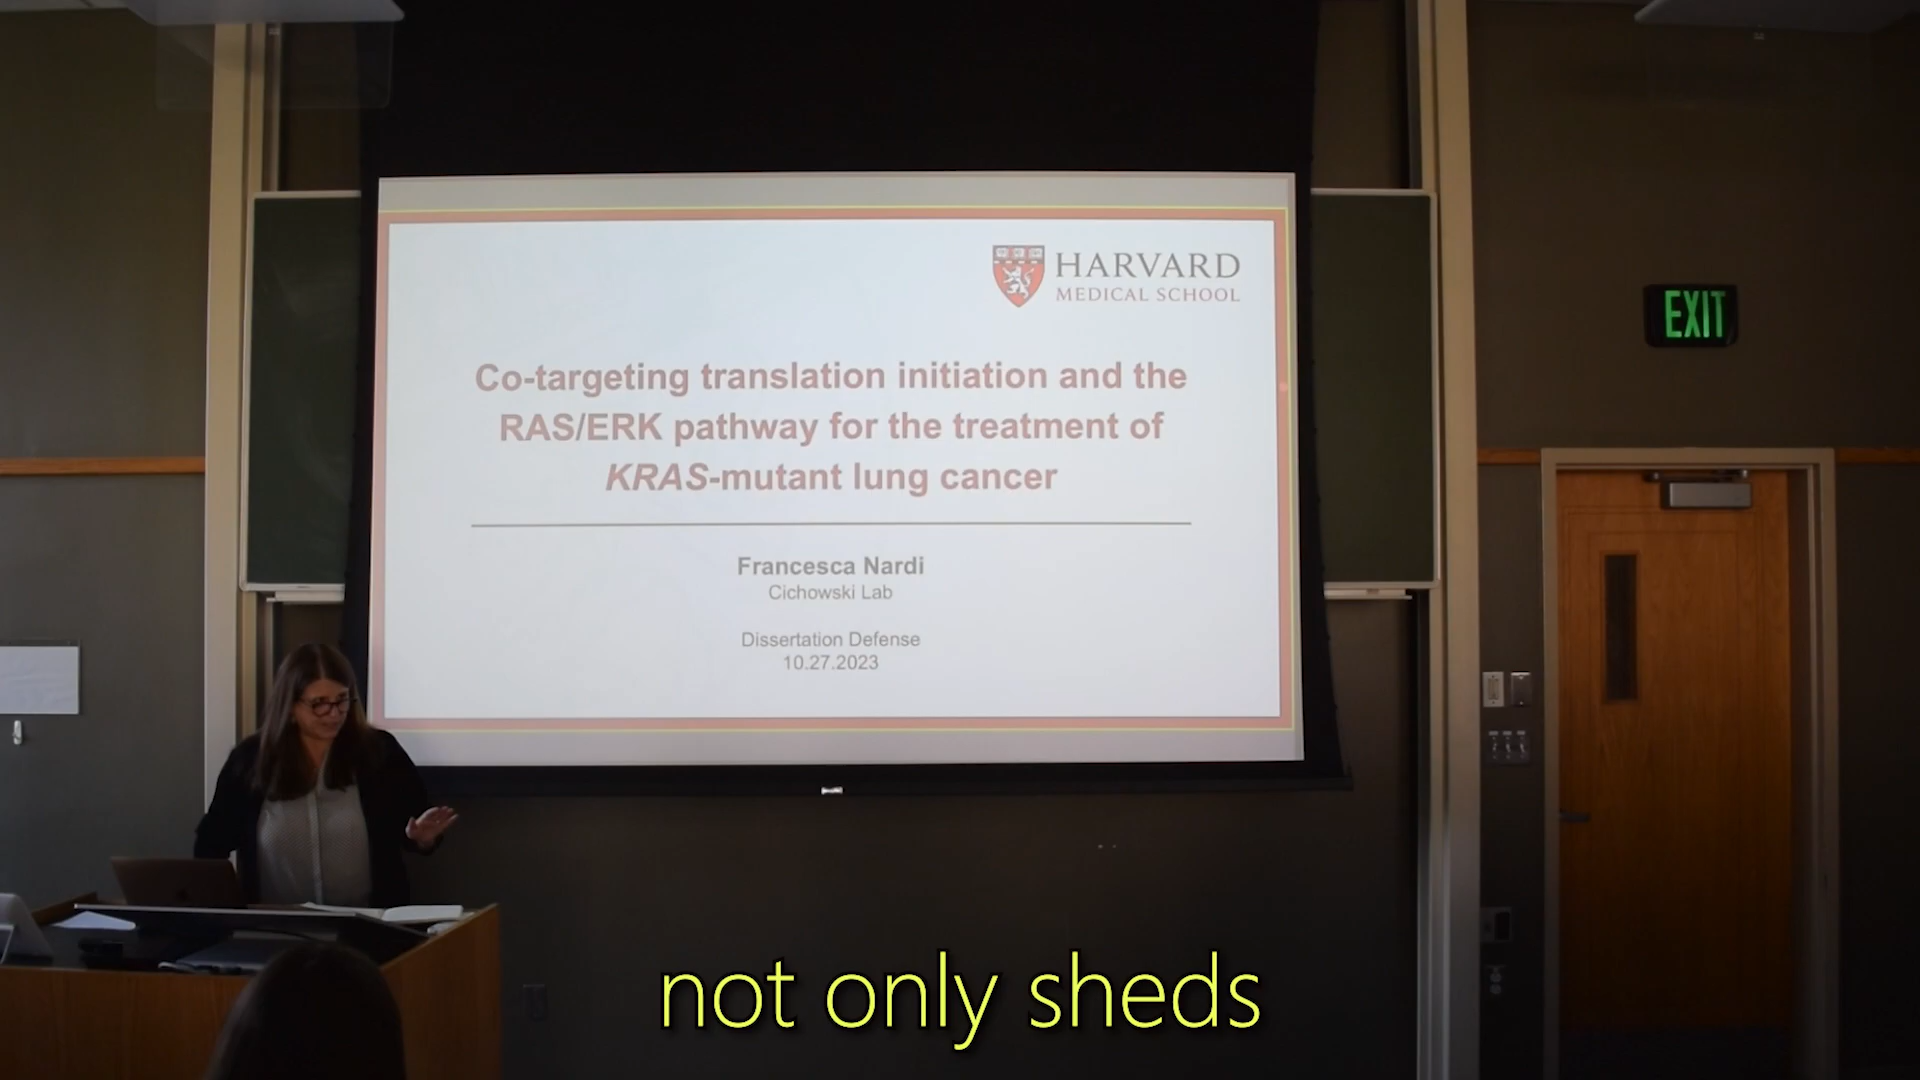 HARVARD
MEDICAL SCHOOL
Co-targeting translation initiation and the
RAS/ERK pathway for the treatment of
KRAS-mutant lung cancer
Francesca Nardi
Cichowski Lab
Dissertation Defense
10.27.2023
EXIT
not only sheds